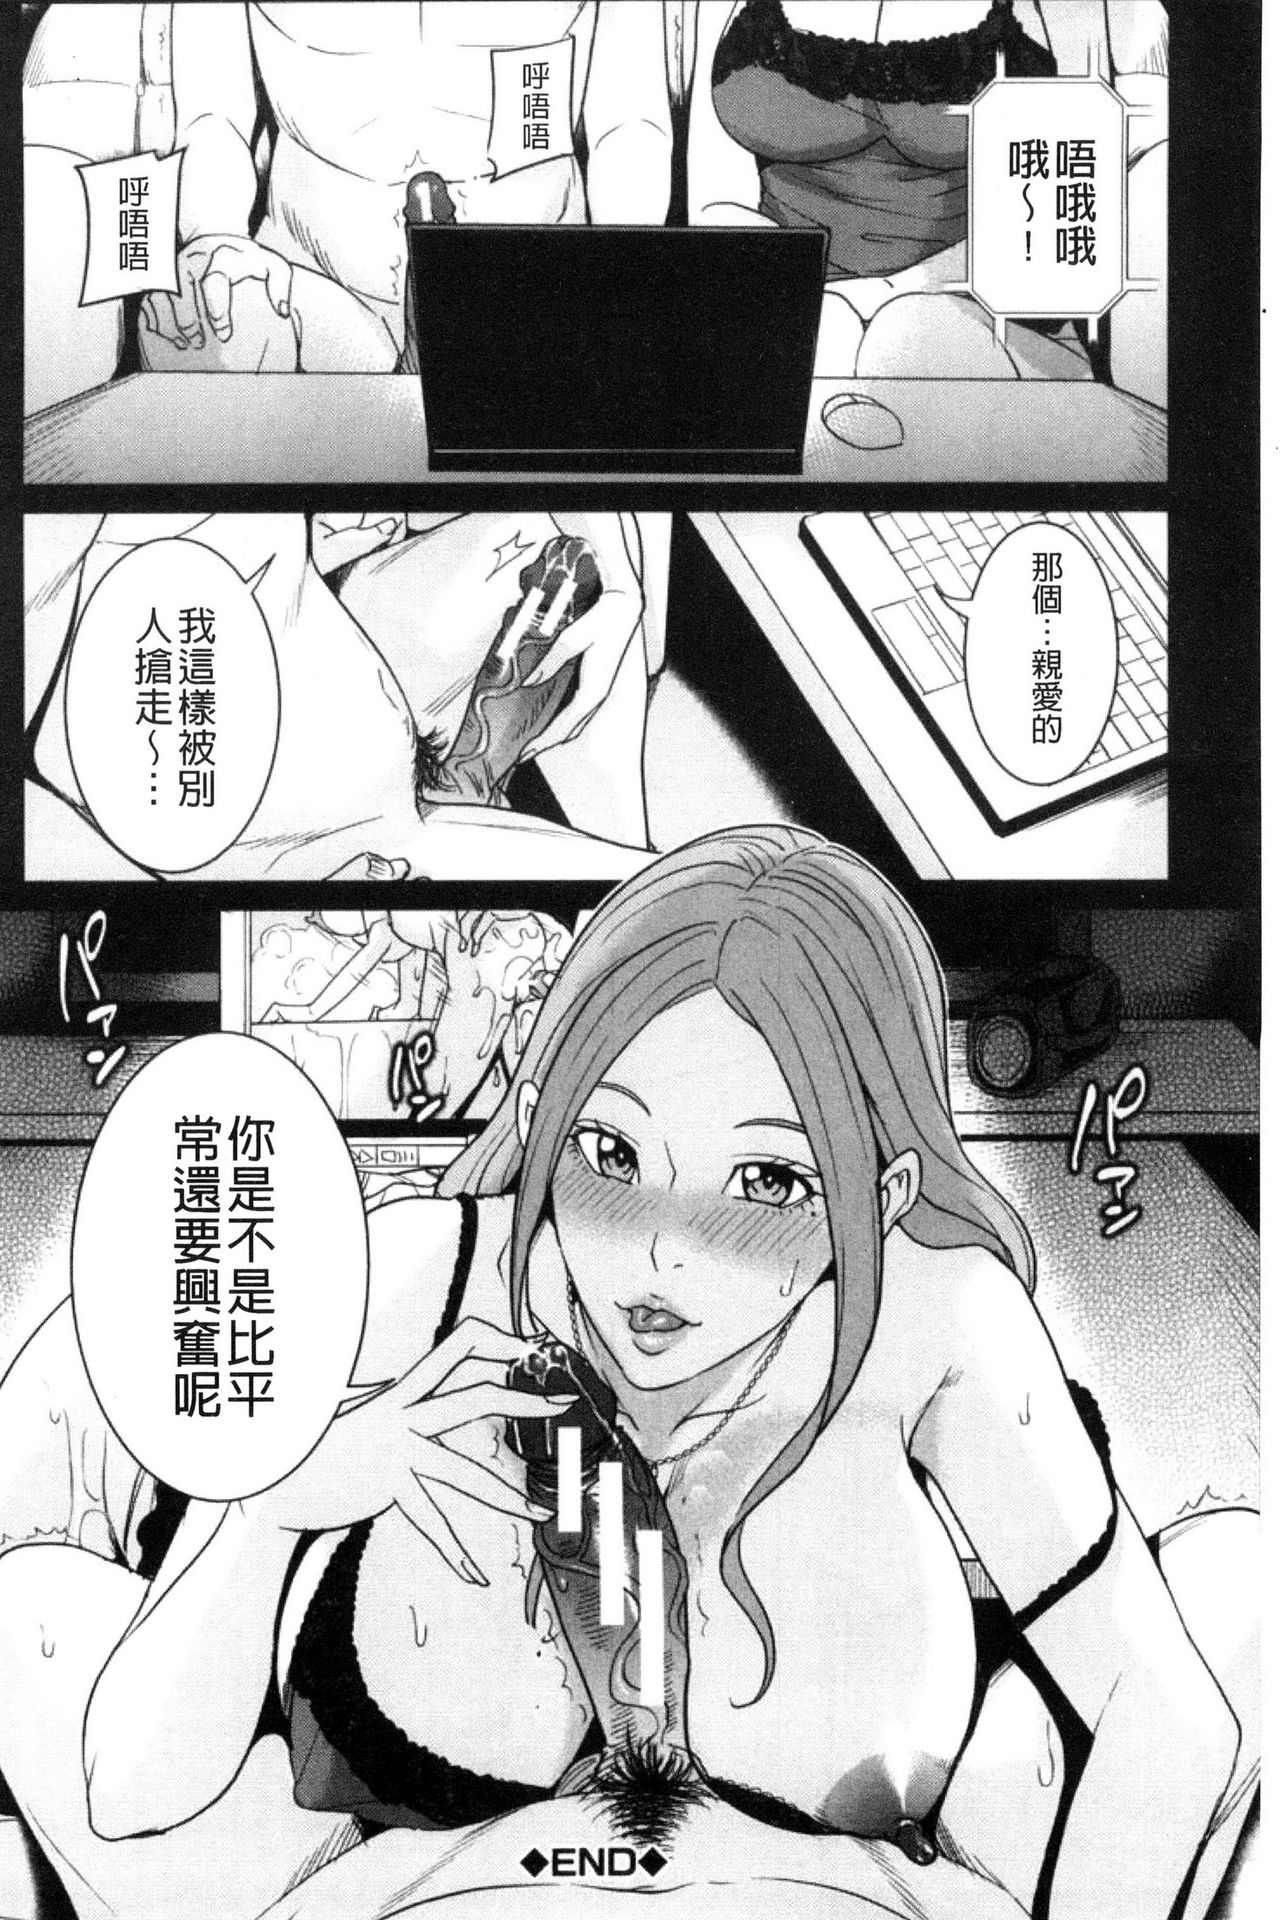 唔哦哦
哦～！
呼唔唔
呼唔唔
那個…親愛的
我這樣被別
人搶走～…
パァン
パァン
パァン
你是不是比平
常還要興奮呢
◆END◆